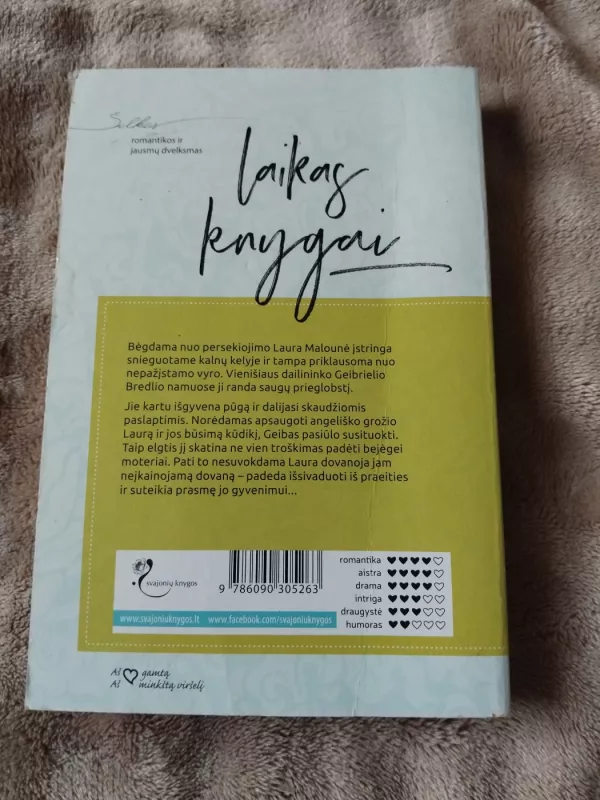 Šilkas
romantikos ir
jausmų dvelksmas
laikas
knygai
Bėgdama nuo persekiojimo Laura Malounė įstringa
snieguotame kalnų kelyje ir tampa priklausoma nuo
nepažįstamo vyro. Vienišiaus dailininko Geibrielio
Bredlio namuose ji randa saugų prieglobstį.
Jie kartu išgyvena pūgą ir dalijasi skaudžiomis
paslaptimis. Norėdamas apsaugoti angeliško grožio
Laurą ir jos būsimą kūdikį, Geibas pasiūlo susituokti.
Taip elgtis jį skatina ne vien troškimas padėti bejėgei
moteriai. Pati to nesuvokdama Laura dovanoja jam
neįkainojamą dovaną – padeda išsivaduoti iš praeities
ir suteikia prasmę jo gyvenimui...
svajonių knygos
9 786090 305263
www.svajoniuknygos.lt www.facebook.com/svajoniuknygos
romantika ♥♥♥♥♡
aistra ♥♥♥♥♡
drama ♥♥♥♥♡
intriga ♥♥♥♡♡
draugystė ♥♥♥♡♡
humoras ♥♥♡♡♡
Aš ♡ gamtą
Aš minkštą viršelį